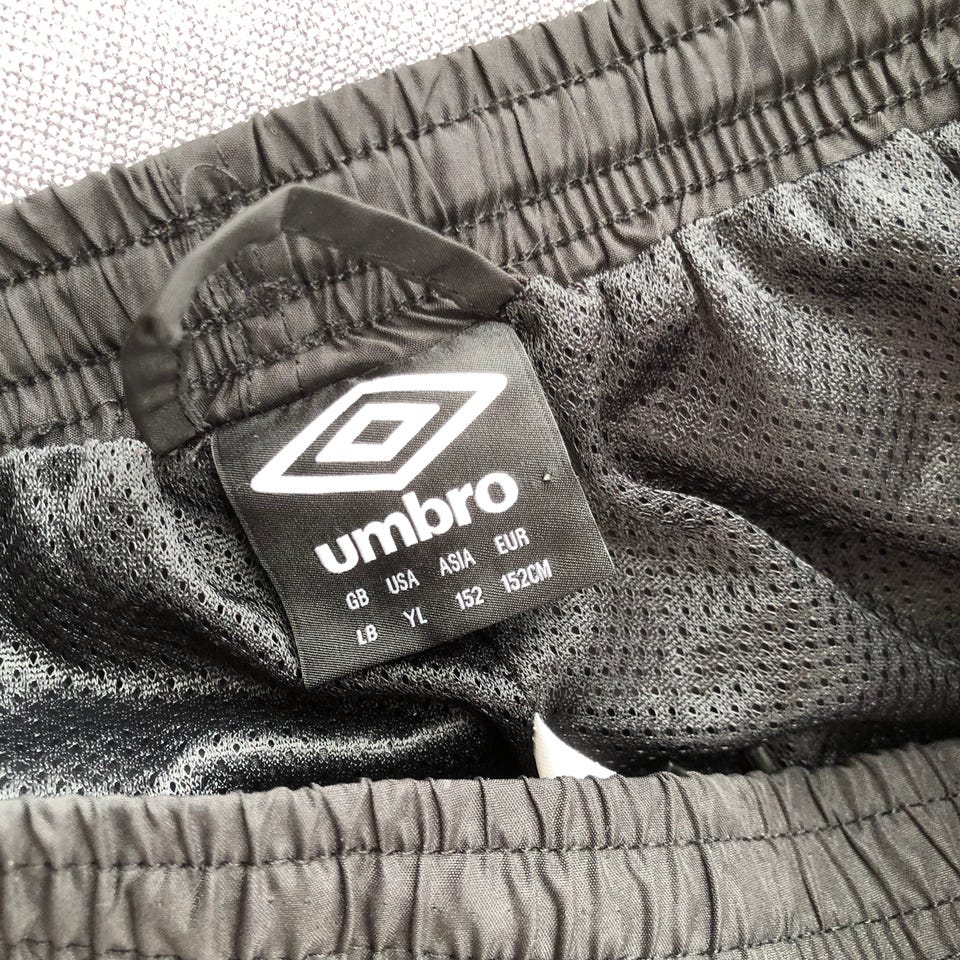 umbro
GB USA ASIA EUR
LB YL 152 152CM